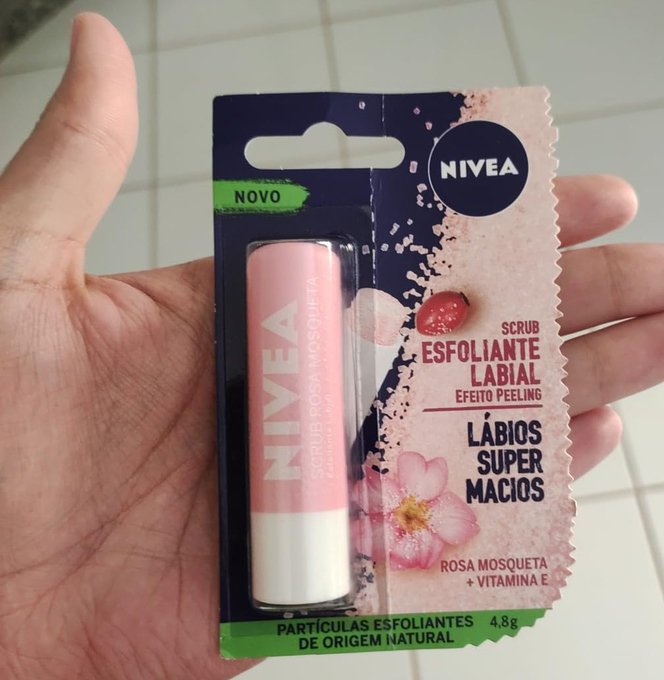 NIVEA
NOVO
NIVEA
SCRUB ROSA MOSQUETA
SCRUB
ESFOLIANTE
LABIAL
EFEITO PEELING
LÁBIOS
SUPER
MACIOS
ROSA MOSQUETA
+ VITAMINA E
PARTÍCULAS ESFOLIANTES
DE ORIGEM NATURAL
4,8g